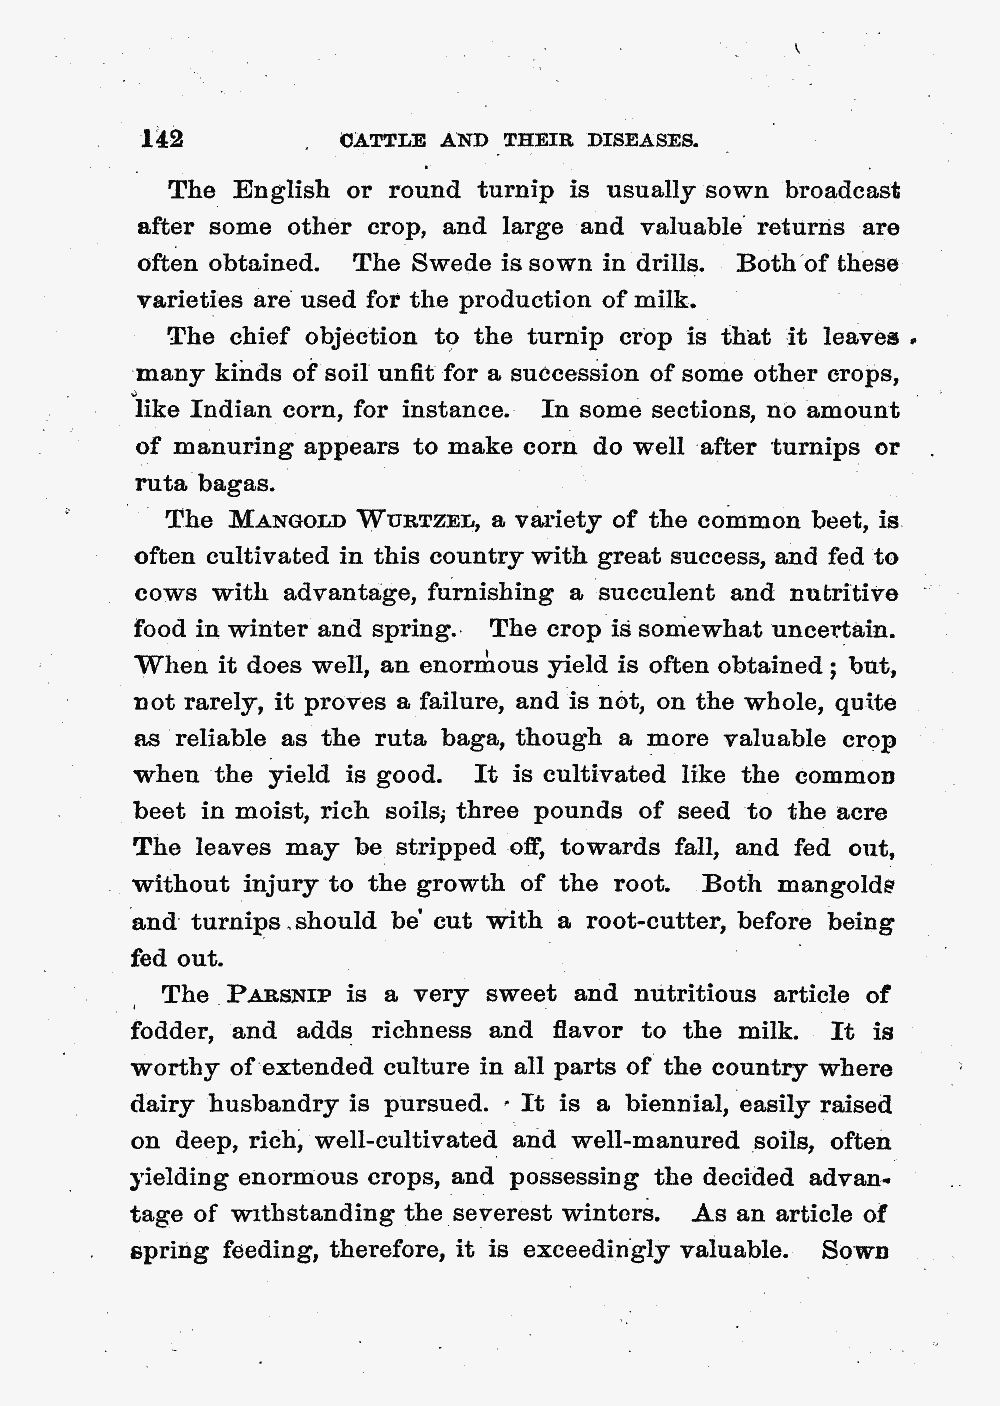 142 CATTLE AND THEIR DISEASES.
The English or round turnip is usually sown broadcast
after some other crop, and large and valuable returns are
often obtained. The Swede is sown in drills. Both of these
varieties are used for the production of milk.
The chief objection to the turnip crop is that it leaves
many kinds of soil unfit for a succession of some other crops,
like Indian corn, for instance. In some sections, no amount
of manuring appears to make corn do well after turnips or
ruta bagas.
The MANGOLD WURTZEL, a variety of the common beet, is
often cultivated in this country with great success, and fed to
cows with advantage, furnishing a succulent and nutritive
food in winter and spring. The crop is somewhat uncertain.
When it does well, an enormous yield is often obtained; but,
not rarely, it proves a failure, and is not, on the whole, quite
as reliable as the ruta baga, though a more valuable crop
when the yield is good. It is cultivated like the common
beet in moist, rich soils; three pounds of seed to the acre
The leaves may be stripped off, towards fall, and fed out,
without injury to the growth of the root. Both mangolds
and turnips should be cut with a root-cutter, before being
fed out.
The PARSNIP is a very sweet and nutritious article of
fodder, and adds richness and flavor to the milk. It is
worthy of extended culture in all parts of the country where
dairy husbandry is pursued. It is a biennial, easily raised
on deep, rich, well-cultivated and well-manured soils, often
yielding enormous crops, and possessing the decided advan-
tage of withstanding the severest winters. As an article of
spring feeding, therefore, it is exceedingly valuable. Sown